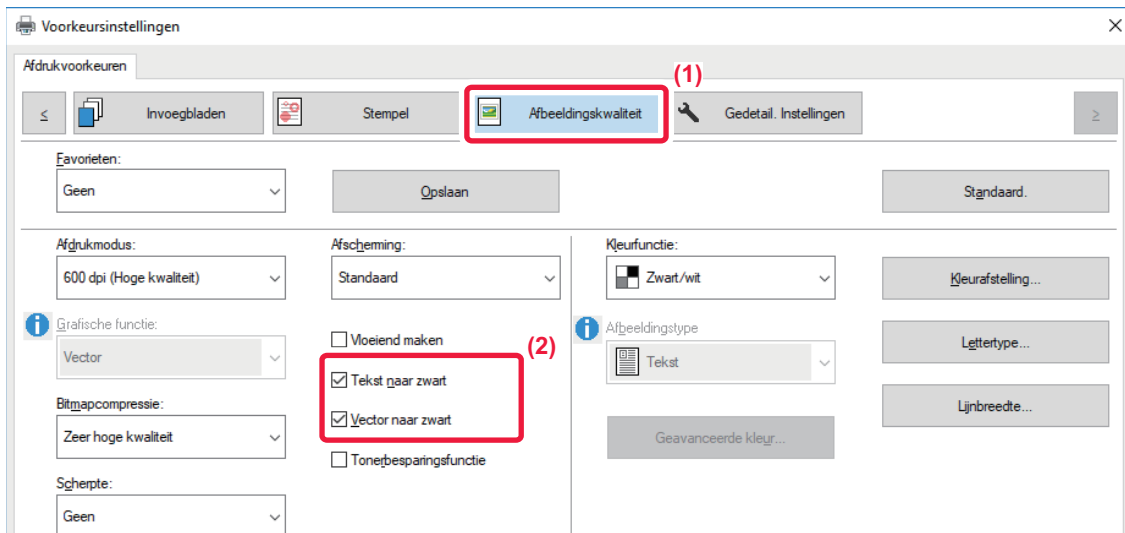 Voorkeursinstellingen
Afdrukvoorkeuren
(1)
< Invoegbladen Stempel Afbeeldingskwaliteit Gedetail. Instellingen >
Favorieten:
Geen Opslaan Standaard.
Afdrukmodus: Afscherming: Kleurfunctie:
600 dpi (Hoge kwaliteit) Standaard Zwart/wit Kleurafstelling...
Grafische functie: Afbeeldingstype
Vector Vloeiend maken (2) Tekst Lettertype...
Tekst naar zwart
Bitmapcompressie: Vector naar zwart Lijnbreedte...
Zeer hoge kwaliteit Geavanceerde kleur...
Tonerbesparingsfunctie
Scherpte:
Geen